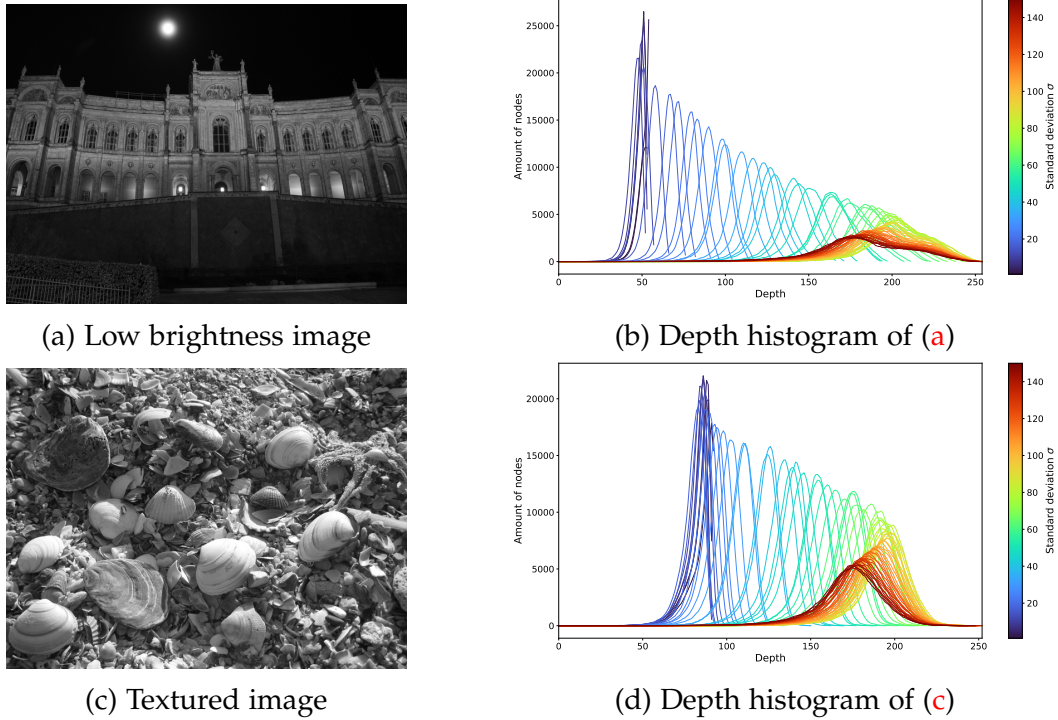 25000
20000
15000
10000
5000
0
Amount of nodes
0 50 100 150 200 250
Depth
140
120
100
80
60
40
20
Standard deviation σ
(a) Low brightness image
(b) Depth histogram of (a)
20000
15000
10000
5000
0
Amount of nodes
0 50 100 150 200 250
Depth
140
120
100
80
60
40
20
Standard deviation σ
(c) Textured image
(d) Depth histogram of (c)